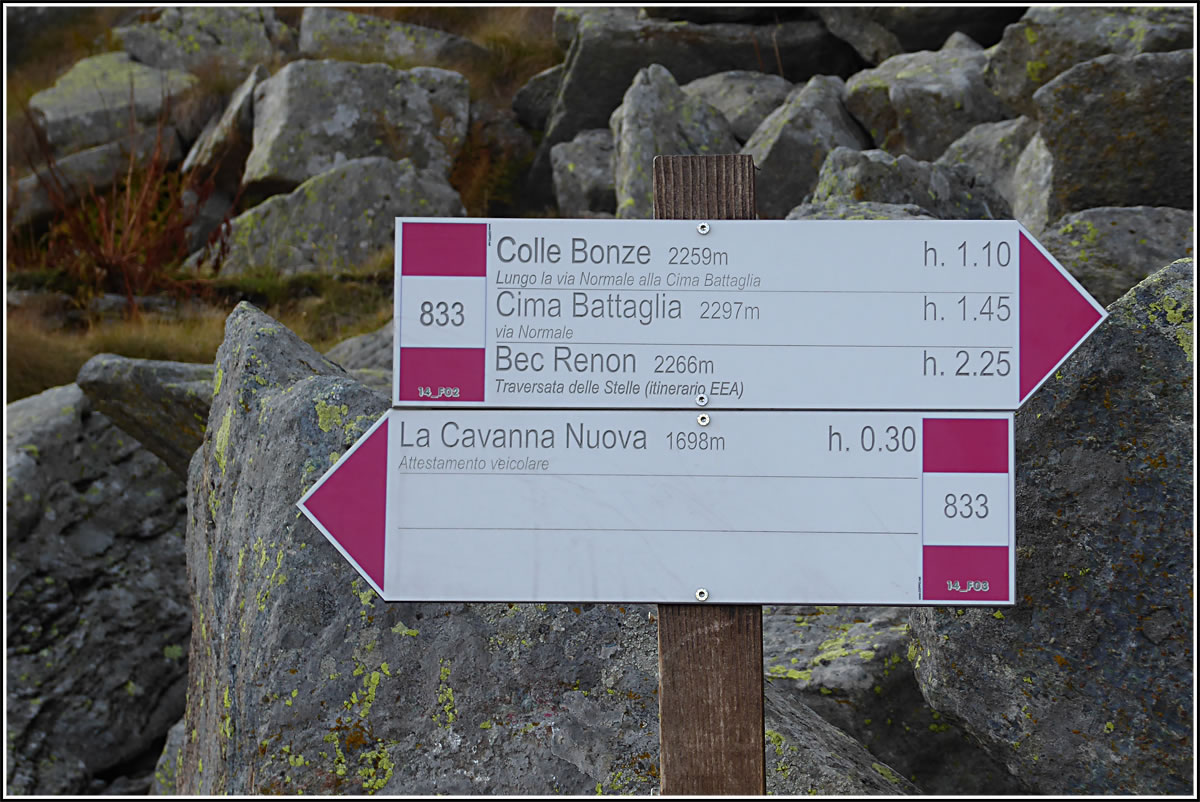 Colle Bonze 2259m h. 1.10
Lungo la via Normale alla Cima Battaglia
833
Cima Battaglia 2297m h. 1.45
via Normale
Bec Renon 2266m h. 2.25
Traversata delle Stelle (itinerario EEA)
14_F02
La Cavanna Nuova 1698m h. 0.30
Attestamento veicolare
833
14_F03